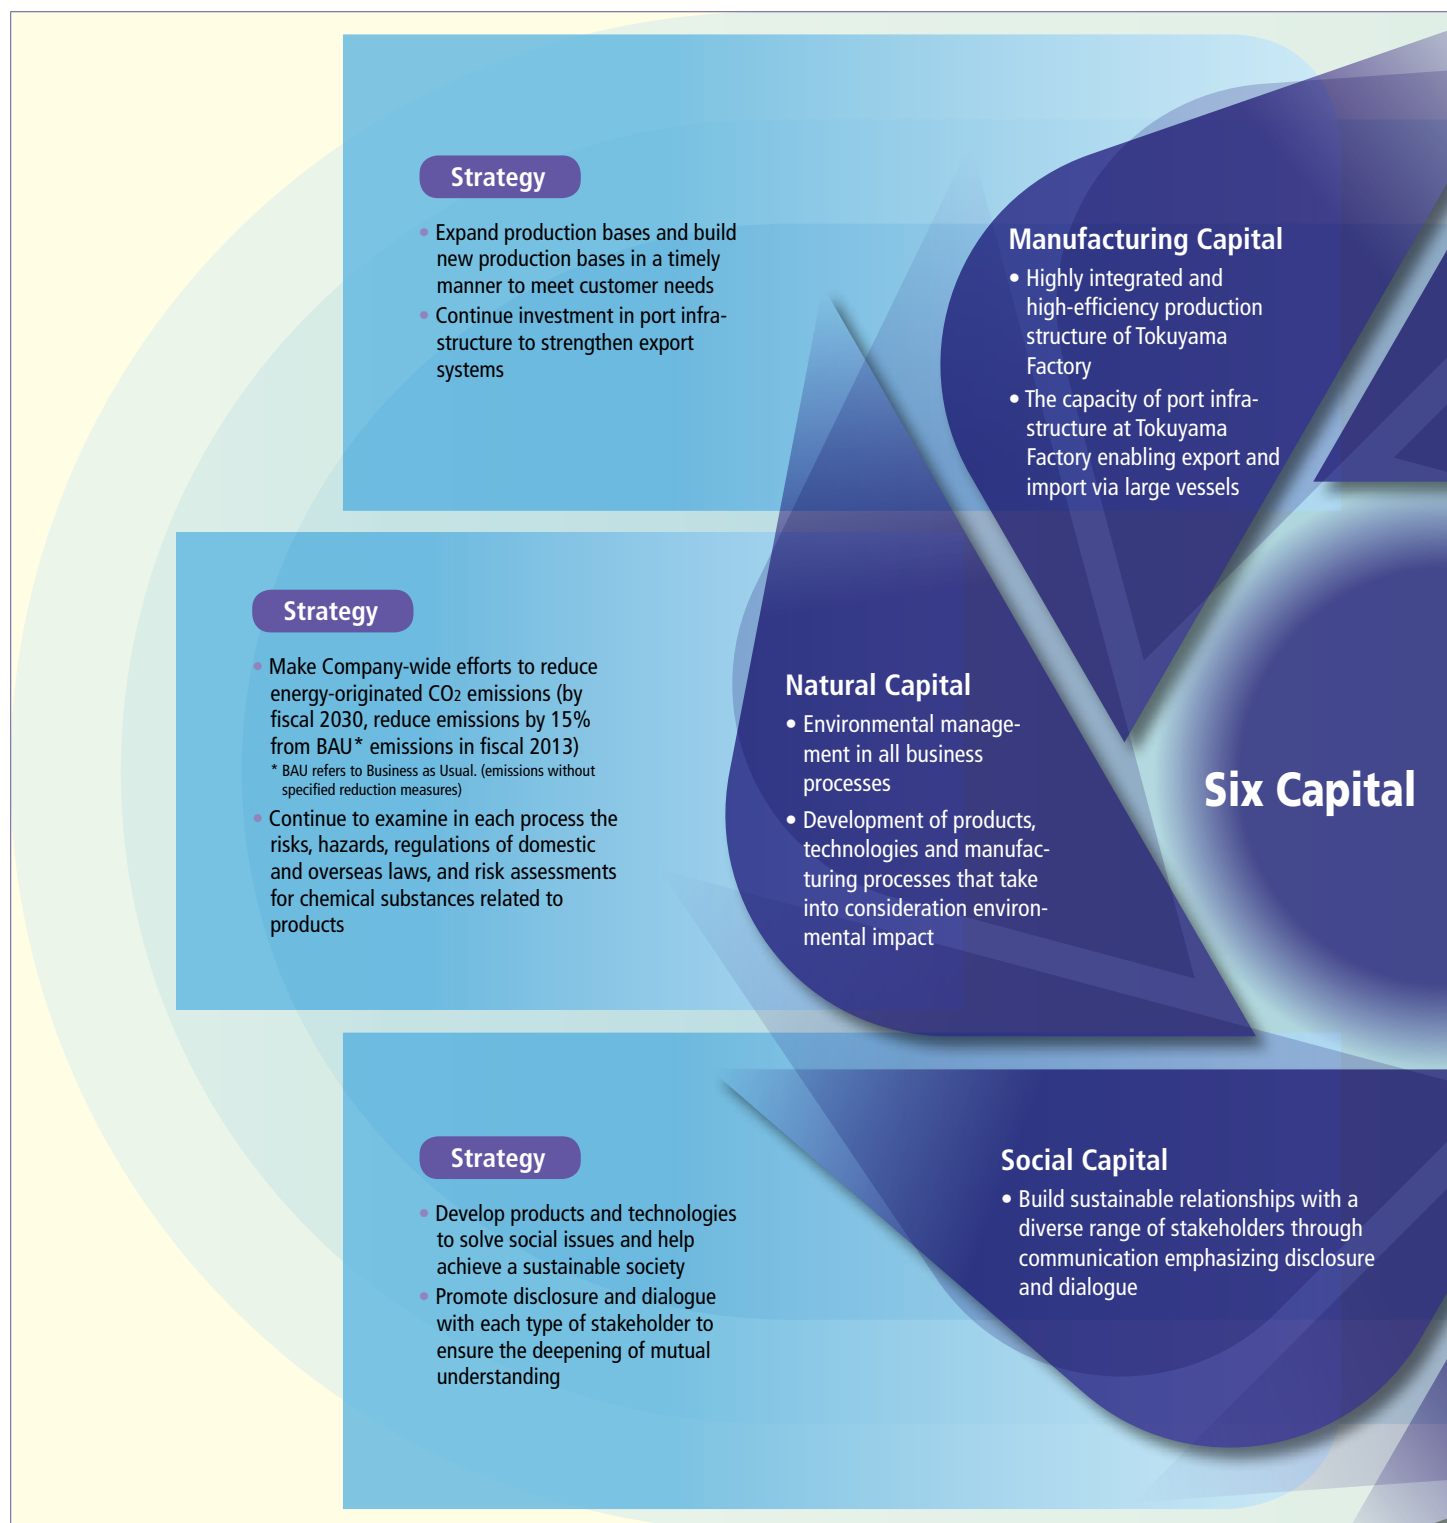 Strategy
• Expand production bases and build
new production bases in a timely
manner to meet customer needs
• Continue investment in port infra-
structure to strengthen export
systems
Manufacturing Capital
• Highly integrated and
high-efficiency production
structure of Tokuyama
Factory
• The capacity of port infra-
structure at Tokuyama
Factory enabling export and
import via large vessels
Strategy
• Make Company-wide efforts to reduce
energy-originated CO2 emissions (by
fiscal 2030, reduce emissions by 15%
from BAU* emissions in fiscal 2013)
* BAU refers to Business as Usual. (emissions without
specified reduction measures)
• Continue to examine in each process the
risks, hazards, regulations of domestic
and overseas laws, and risk assessments
for chemical substances related to
products
Natural Capital
• Environmental manage-
ment in all business
processes
• Development of products,
technologies and manufac-
turing processes that take
into consideration environ-
mental impact
Six Capital
Strategy
• Develop products and technologies
to solve social issues and help
achieve a sustainable society
• Promote disclosure and dialogue
with each type of stakeholder to
ensure the deepening of mutual
understanding
Social Capital
• Build sustainable relationships with a
diverse range of stakeholders through
communication emphasizing disclosure
and dialogue